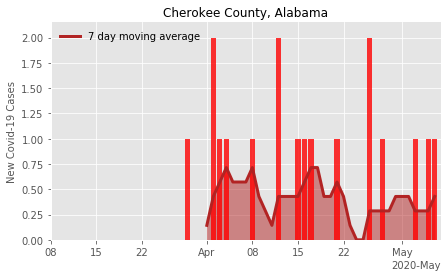 Cherokee County, Alabama
7 day moving average
New Covid-19 Cases
2.00
1.75
1.50
1.25
1.00
0.75
0.50
0.25
0.00
08 15 22 Apr 08 15 22 May
2020-May